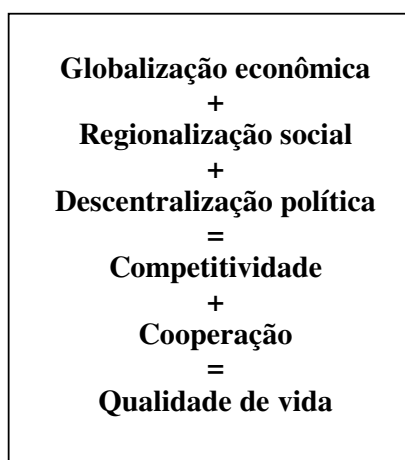 Globalização econômica
+
Regionalização social
+
Descentralização política
=
Competitividade
+
Cooperação
=
Qualidade de vida